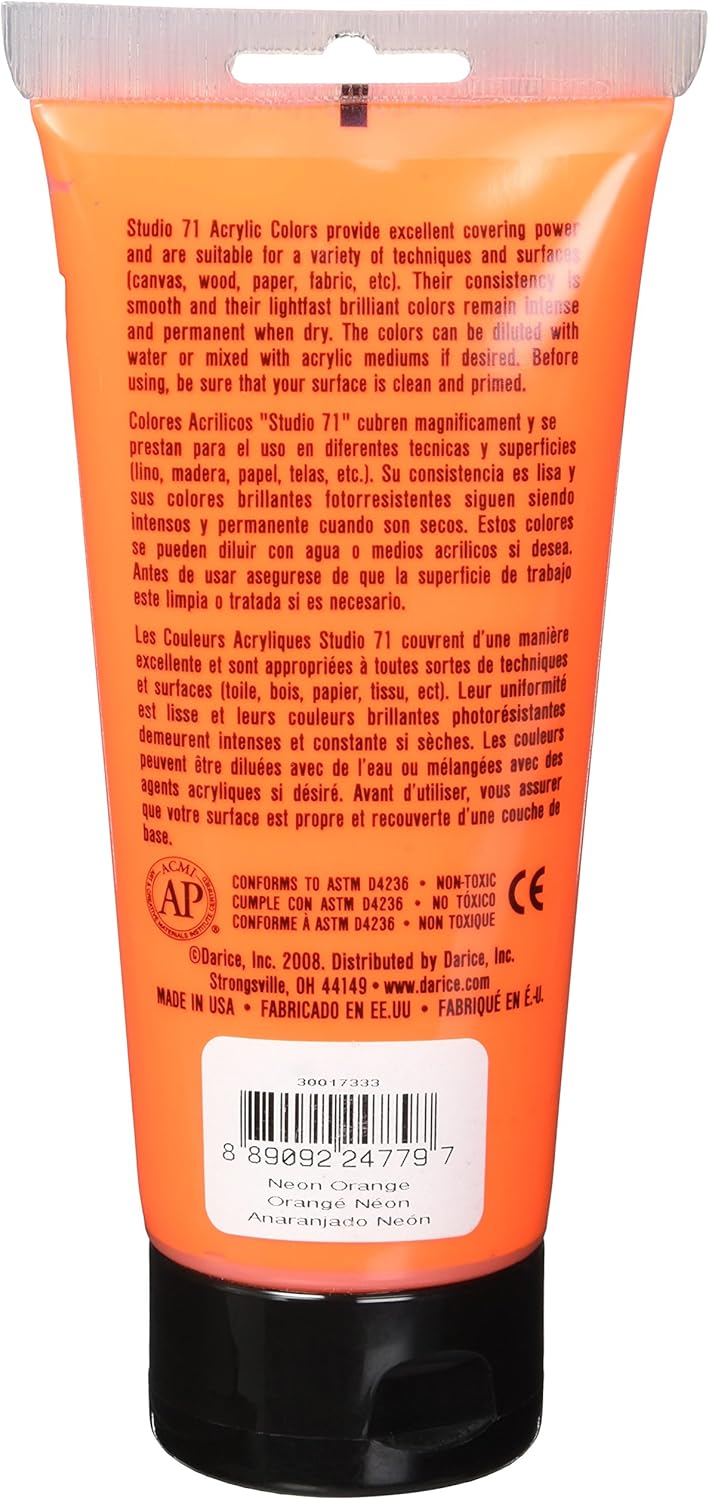 Studio 71 Acrylic Colors provide excellent covering power
and are suitable for a variety of techniques and surfaces
(canvas, wood, paper, fabric, etc). Their consistency is
smooth and their lightfast brilliant colors remain intense
and permanent when dry. The colors can be diluted with
water or mixed with acrylic mediums if desired. Before
using, be sure that your surface is clean and primed.
Colores Acrilicos "Studio 71" cubren magnificament y se
prestan para el uso en diferentes tecnicas y superficies
(lino, madera, papel, telas, etc.). Su consistencia es lisa y
sus colores brillantes fotorresistentes siguen siendo
intensos y permanente cuando son secos. Estos colores
se pueden diluir con agua o medios acrilicos si desea.
Antes de usar asegurese de que la superficie de trabajo
este limpia o tratada si es necesario.
Les Couleurs Acryliques Studio 71 couvrent d'une manière
excellente et sont appropriées à toutes sortes de techniques
et surfaces (toile, bois, papier, tissu, ect). Leur uniformité
est lisse et leurs couleurs brillantes photorésistantes
demeurent intenses et constante si sèches. Les couleurs
peuvent être diluées avec de l'eau ou mélangées avec des
agents acryliques si désiré. Avant d'utiliser, vous assurer
que votre surface est propre et recouverte d'une couche de
base.
ACMI
AP
ART & CREATIVE MATERIALS INSTITUTE CERTIFIED
CONFORMS TO ASTM D4236 • NON-TOXIC
CUMPLE CON ASTM D4236 • NO TÓXICO
CONFORME À ASTM D4236 • NON TOXIQUE
CE
©Darice, Inc. 2008. Distributed by Darice, Inc.
Strongsville, OH 44149 • www.darice.com
MADE IN USA • FABRICADO EN EE.UU • FABRIQUÉ EN É.-U.
30017333
8 89092 24779 7
Neon Orange
Orangé Néon
Anaranjado Neón